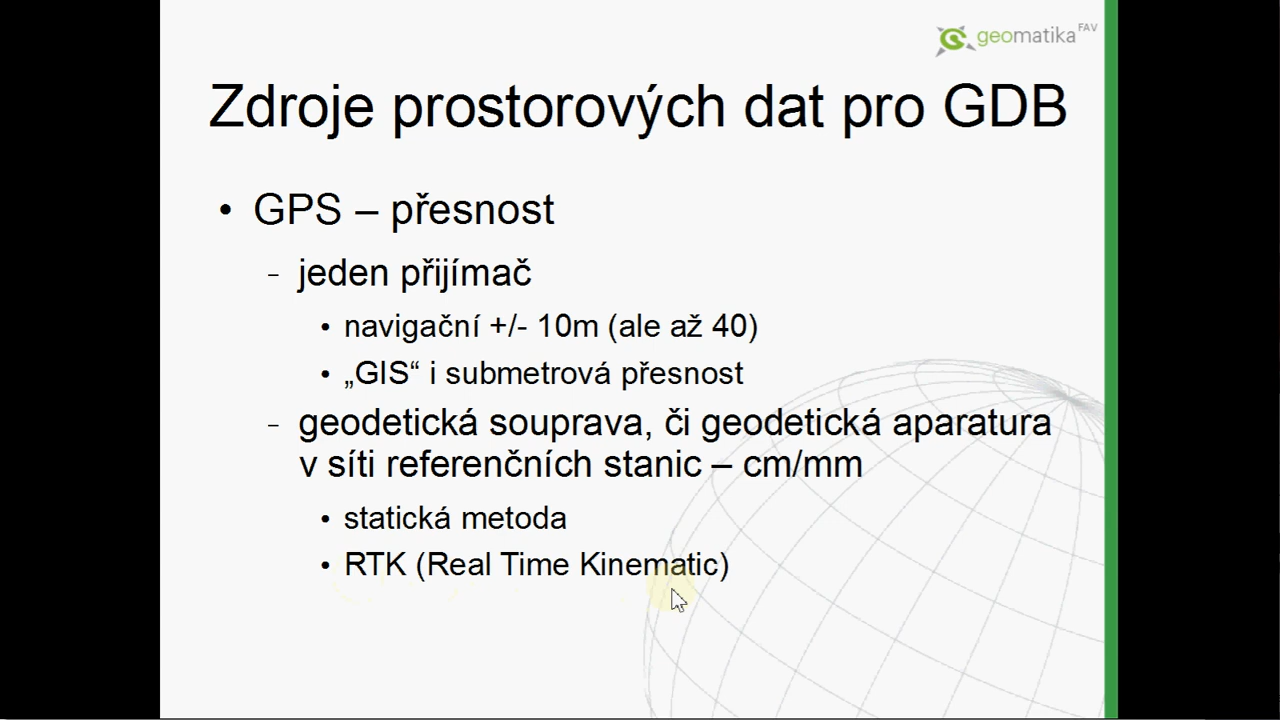 geomatika FAV
Zdroje prostorových dat pro GDB
• GPS – přesnost
– jeden přijímač
• navigační +/- 10m (ale až 40)
• „GIS“ i submetrová přesnost
– geodetická souprava, či geodetická aparatura
v síti referenčních stanic – cm/mm
• statická metoda
• RTK (Real Time Kinematic)